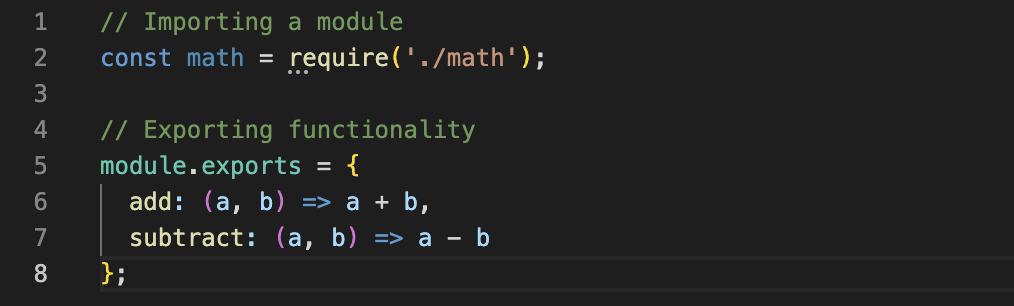 1 // Importing a module
2 const math = require('./math');
3
4 // Exporting functionality
5 module.exports = {
6   add: (a, b) => a + b,
7   subtract: (a, b) => a - b
8 };